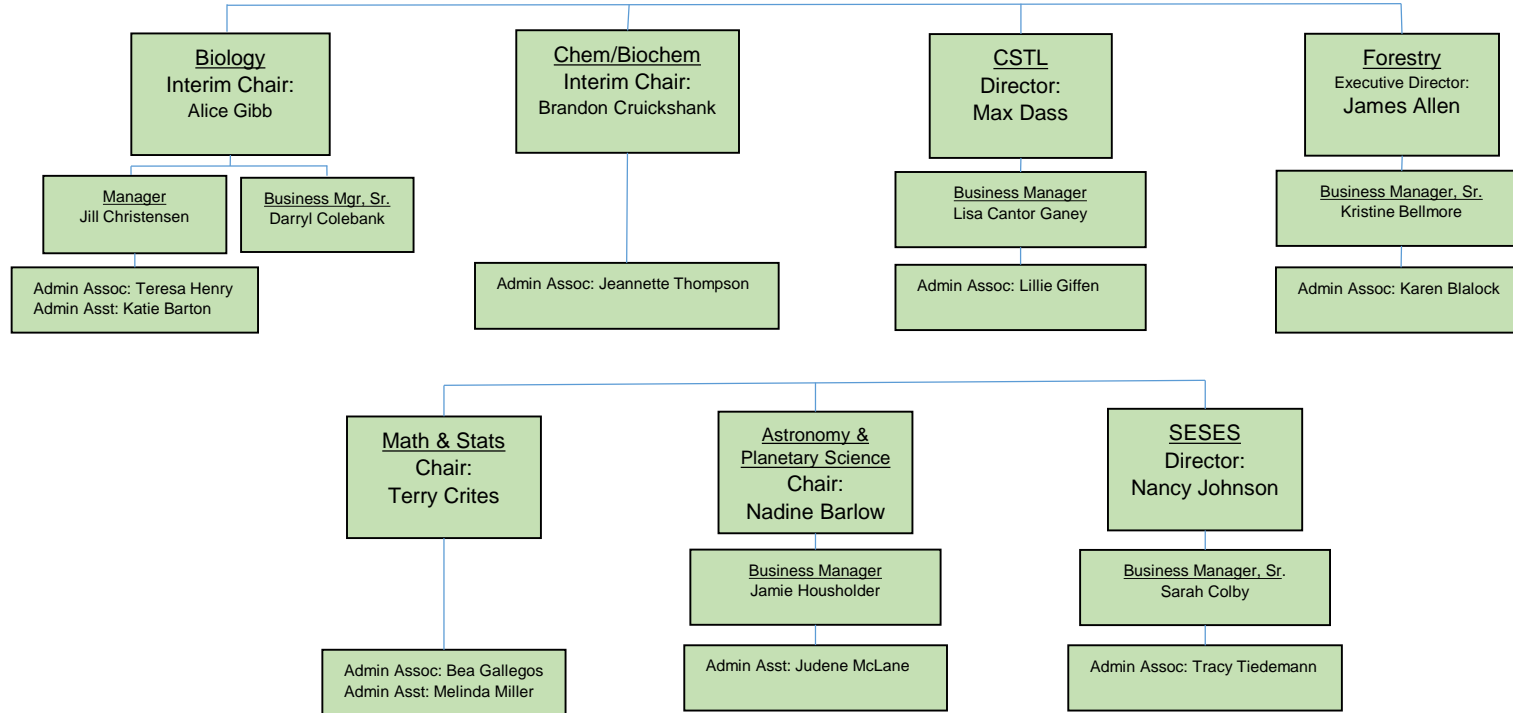 Biology
Interim Chair:
Alice Gibb
Chem/Biochem
Interim Chair:
Brandon Cruickshank
CSTL
Director:
Max Dass
Forestry
Executive Director:
James Allen
Manager
Jill Christensen
Business Mgr, Sr.
Darryl Colebank
Business Manager
Lisa Cantor Ganey
Business Manager, Sr.
Kristine Bellmore
Admin Assoc: Teresa Henry
Admin Asst: Katie Barton
Admin Assoc: Jeannette Thompson
Admin Assoc: Lillie Giffen
Admin Assoc: Karen Blalock
Math & Stats
Chair:
Terry Crites
Astronomy &
Planetary Science
Chair:
Nadine Barlow
SESES
Director:
Nancy Johnson
Business Manager
Jamie Housholder
Business Manager, Sr.
Sarah Colby
Admin Assoc: Bea Gallegos
Admin Asst: Melinda Miller
Admin Asst: Judene McLane
Admin Assoc: Tracy Tiedemann